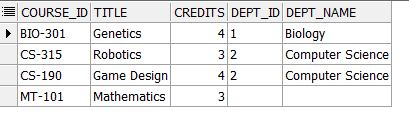 COURSE_ID TITLE CREDITS DEPT_ID DEPT_NAME
BIO-301 Genetics 4 1 Biology
CS-315 Robotics 3 2 Computer Science
CS-190 Game Design 4 2 Computer Science
MT-101 Mathematics 3